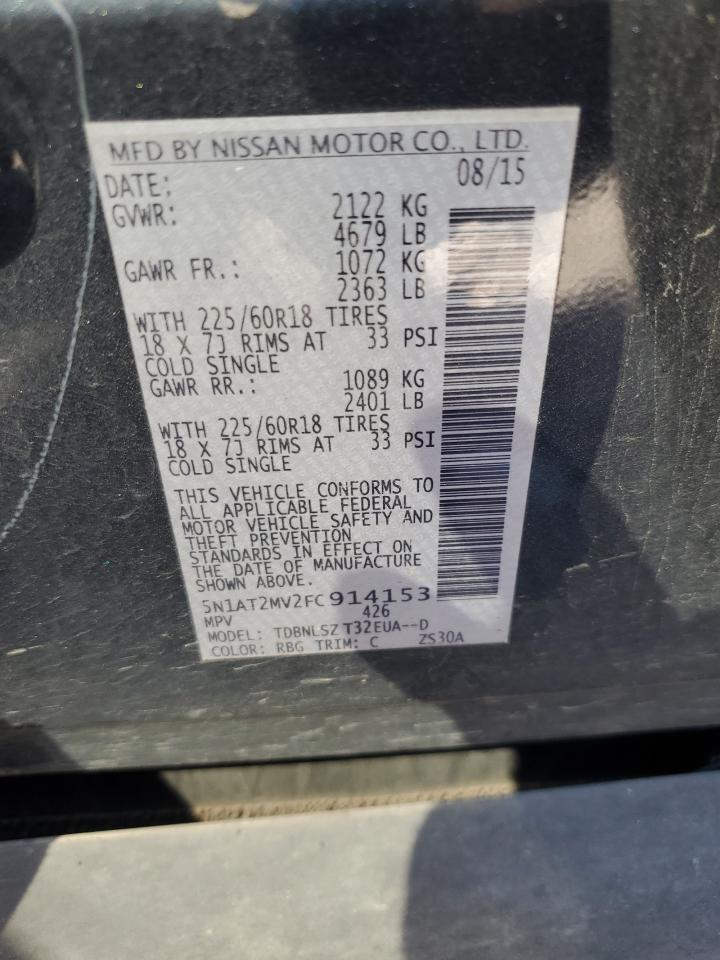 MFD BY NISSAN MOTOR CO., LTD.
DATE: 08/15
GVWR: 2122 KG
4679 LB
GAWR FR.: 1072 KG
2363 LB
WITH 225/60R18 TIRES
18 X 7J RIMS AT 33 PSI
COLD SINGLE
GAWR RR.: 1089 KG
2401 LB
WITH 225/60R18 TIRES
18 X 7J RIMS AT 33 PSI
COLD SINGLE
THIS VEHICLE CONFORMS TO
ALL APPLICABLE FEDERAL
MOTOR VEHICLE SAFETY AND
THEFT PREVENTION
STANDARDS IN EFFECT ON
THE DATE OF MANUFACTURE
SHOWN ABOVE.
5N1AT2MV2FC914153
MPV 426
MODEL: TDBNLSZ T32EUA--D
COLOR: RBG TRIM: C ZS30A